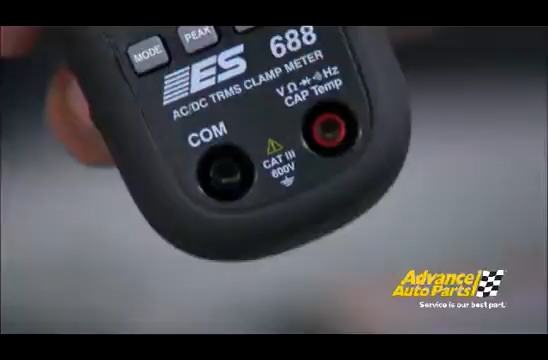 MODE
PEAK
ES 688
AC/DC TRMS CLAMP METER
V Ω Hz
CAP Temp
COM
CAT III
600V
Advance
Auto Parts
Service is our best part.